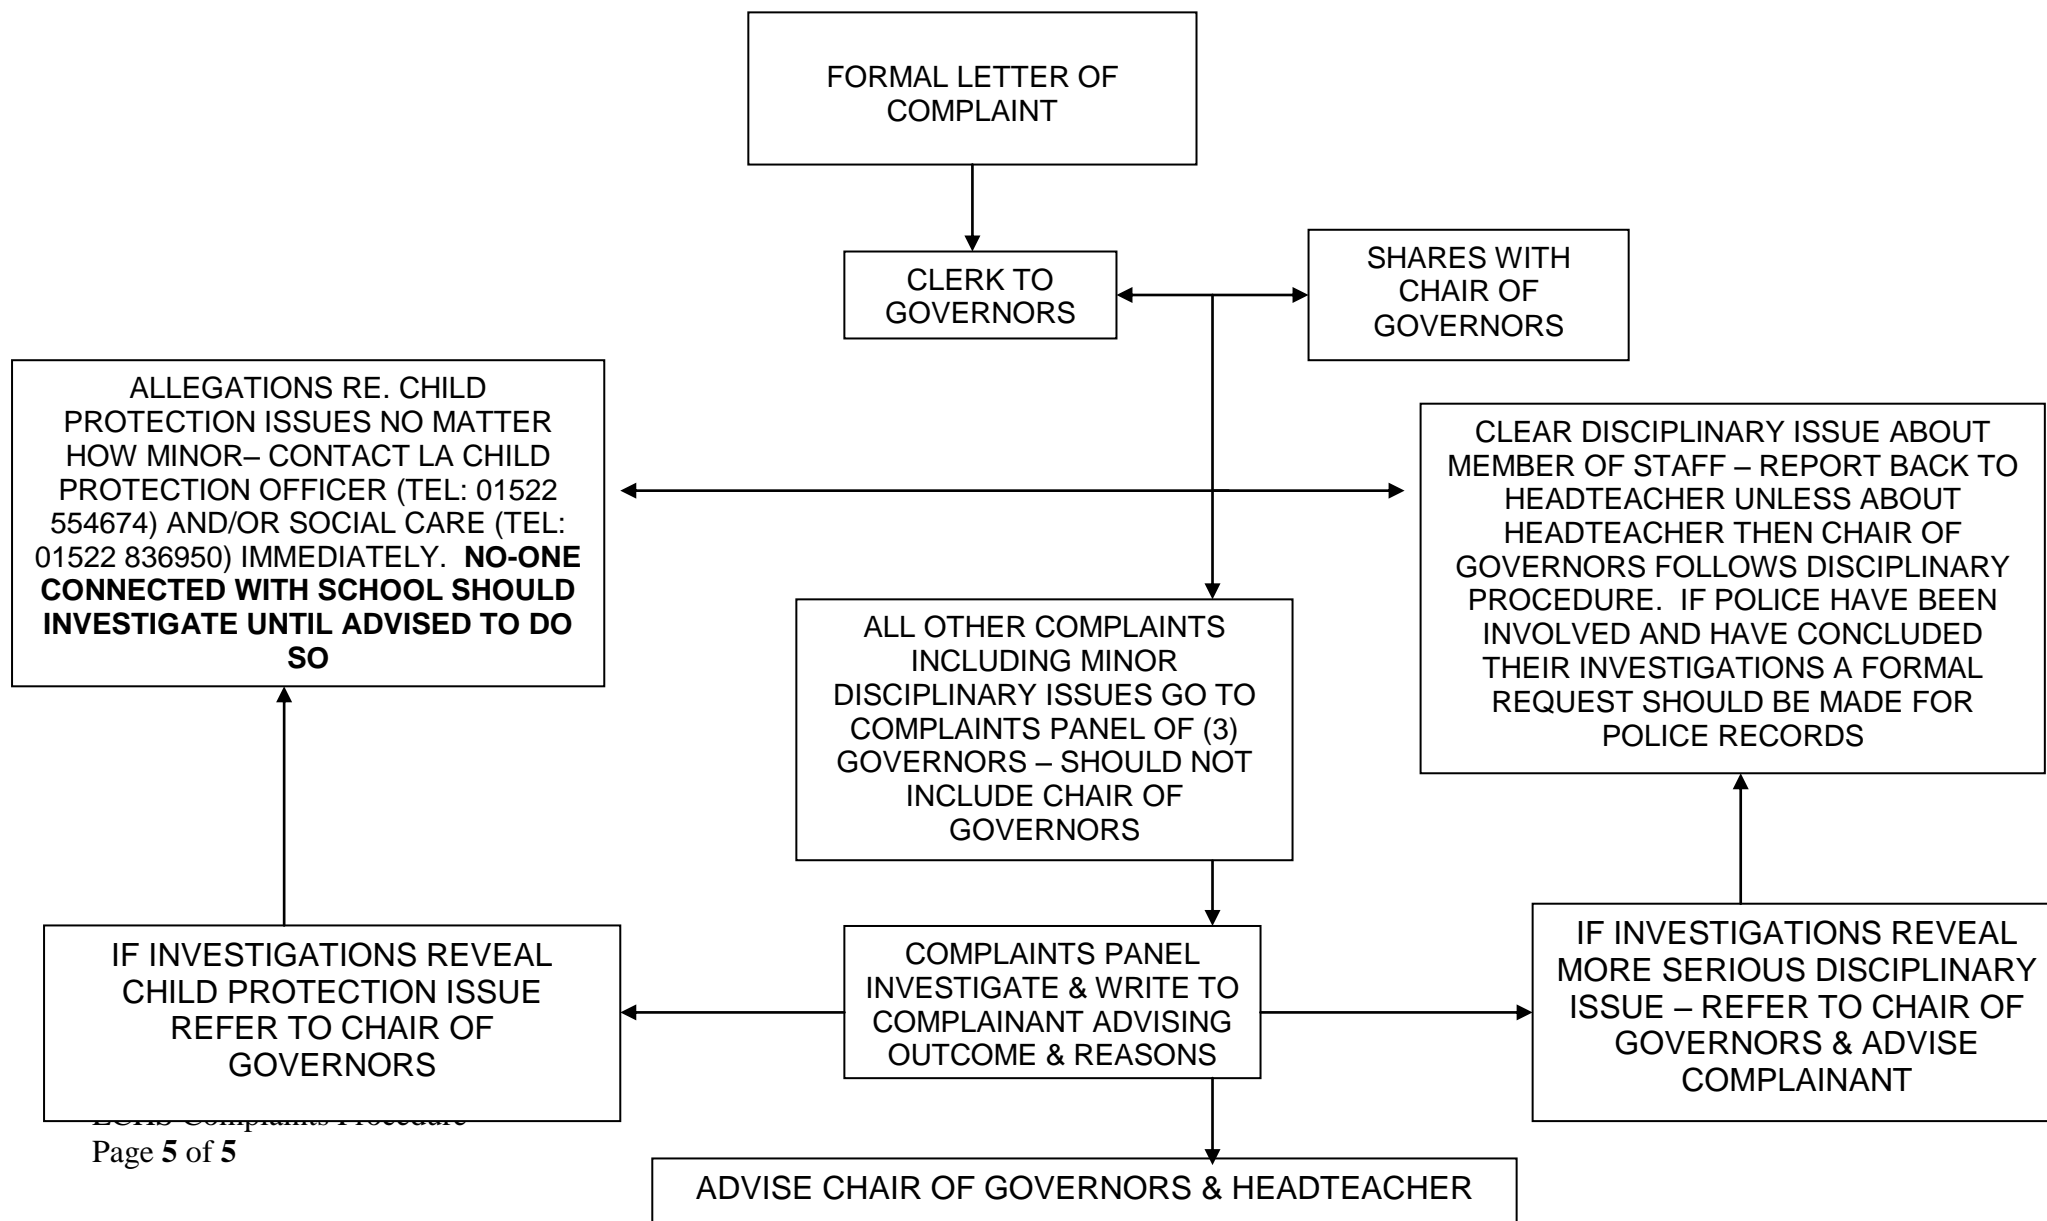 FORMAL LETTER OF
COMPLAINT
CLERK TO
GOVERNORS
SHARES WITH
CHAIR OF
GOVERNORS
ALLEGATIONS RE. CHILD
PROTECTION ISSUES NO MATTER
HOW MINOR– CONTACT LA CHILD
PROTECTION OFFICER (TEL: 01522
554674) AND/OR SOCIAL CARE (TEL:
01522 836950) IMMEDIATELY. NO-ONE
CONNECTED WITH SCHOOL SHOULD
INVESTIGATE UNTIL ADVISED TO DO
SO
CLEAR DISCIPLINARY ISSUE ABOUT
MEMBER OF STAFF – REPORT BACK TO
HEADTEACHER UNLESS ABOUT
HEADTEACHER THEN CHAIR OF
GOVERNORS FOLLOWS DISCIPLINARY
PROCEDURE. IF POLICE HAVE BEEN
INVOLVED AND HAVE CONCLUDED
THEIR INVESTIGATIONS A FORMAL
REQUEST SHOULD BE MADE FOR
POLICE RECORDS
ALL OTHER COMPLAINTS
INCLUDING MINOR
DISCIPLINARY ISSUES GO TO
COMPLAINTS PANEL OF (3)
GOVERNORS – SHOULD NOT
INCLUDE CHAIR OF
GOVERNORS
IF INVESTIGATIONS REVEAL
CHILD PROTECTION ISSUE
REFER TO CHAIR OF
GOVERNORS
COMPLAINTS PANEL
INVESTIGATE & WRITE TO
COMPLAINANT ADVISING
OUTCOME & REASONS
IF INVESTIGATIONS REVEAL
MORE SERIOUS DISCIPLINARY
ISSUE – REFER TO CHAIR OF
GOVERNORS & ADVISE
COMPLAINANT
Complaints Procedure
Page 5 of 5
ADVISE CHAIR OF GOVERNORS & HEADTEACHER